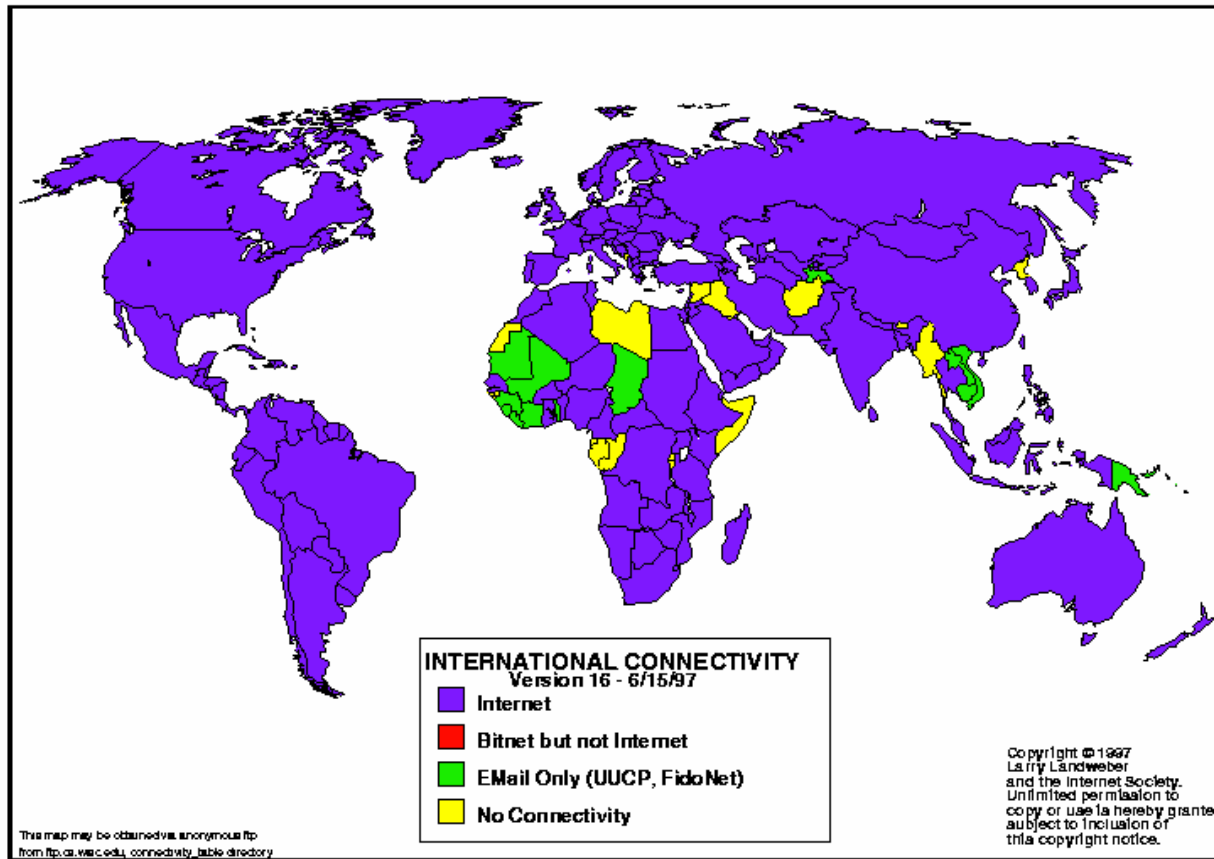 INTERNATIONAL CONNECTIVITY
Version 16 - 6/15/97
Internet
Bitnet but not Internet
EMail Only (UUCP, FidoNet)
No Connectivity
This map may be obtained via anonymous ftp
from ftp.cs.wisc.edu, connectivity_table directory
Copyright © 1997
Larry Landweber
and the Internet Society.
Unlimited permission to
copy or use is hereby grante
subject to inclusion of
this copyright notice.